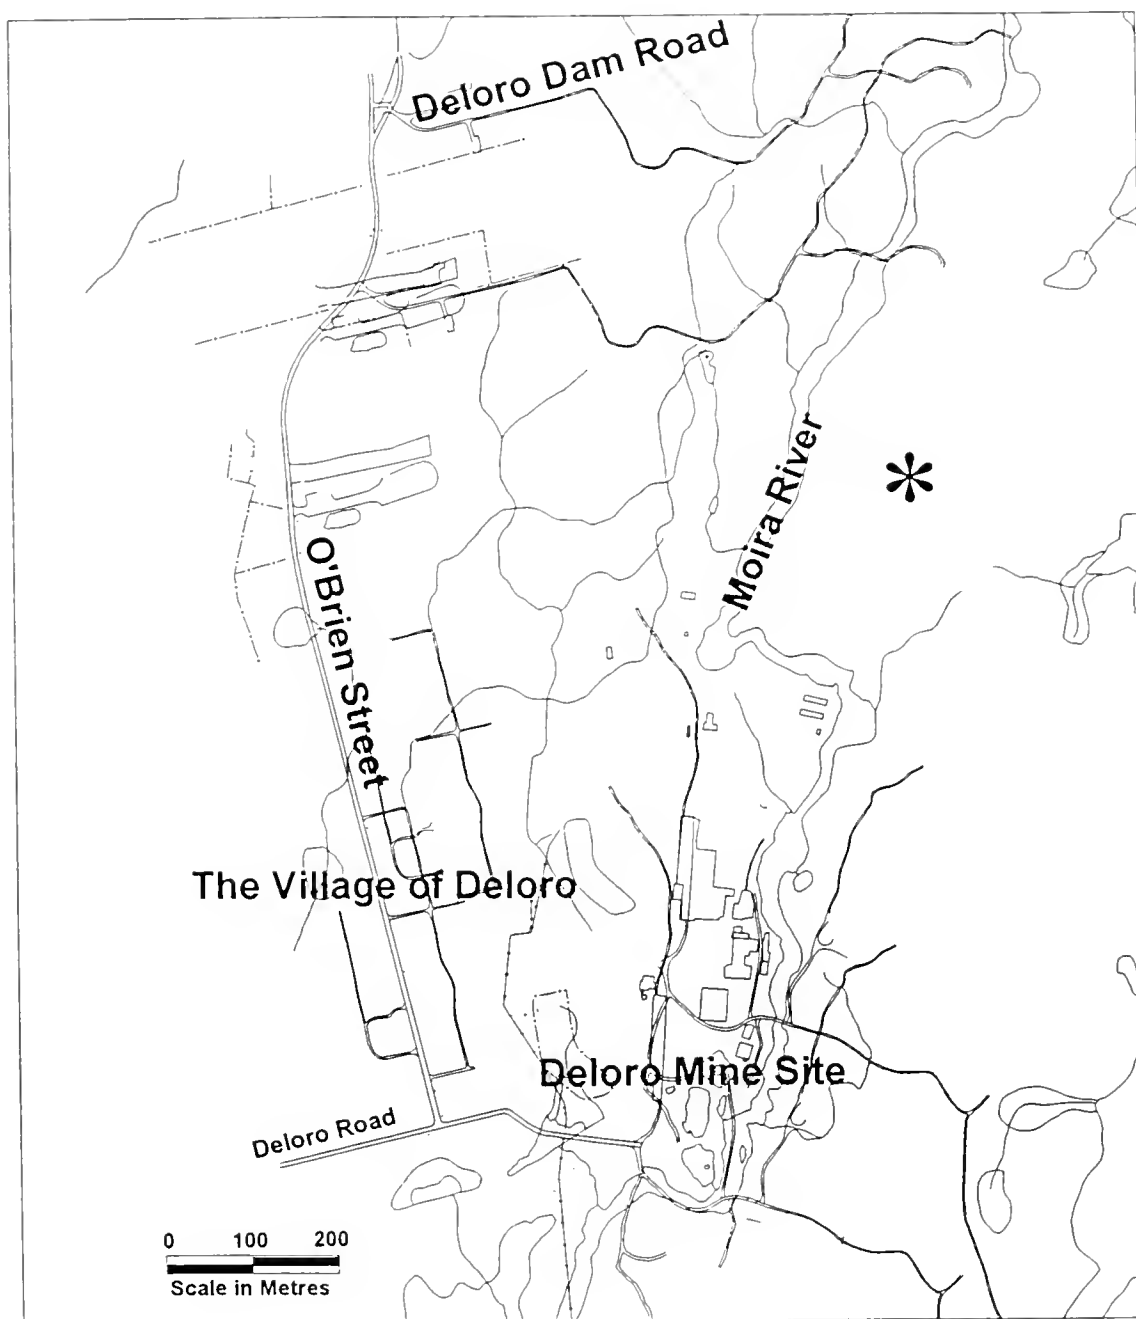 Deloro Dam Road
Moira River
O'Brien Street
The Village of Deloro
Deloro Mine Site
Deloro Road
0 100 200
Scale in Metres